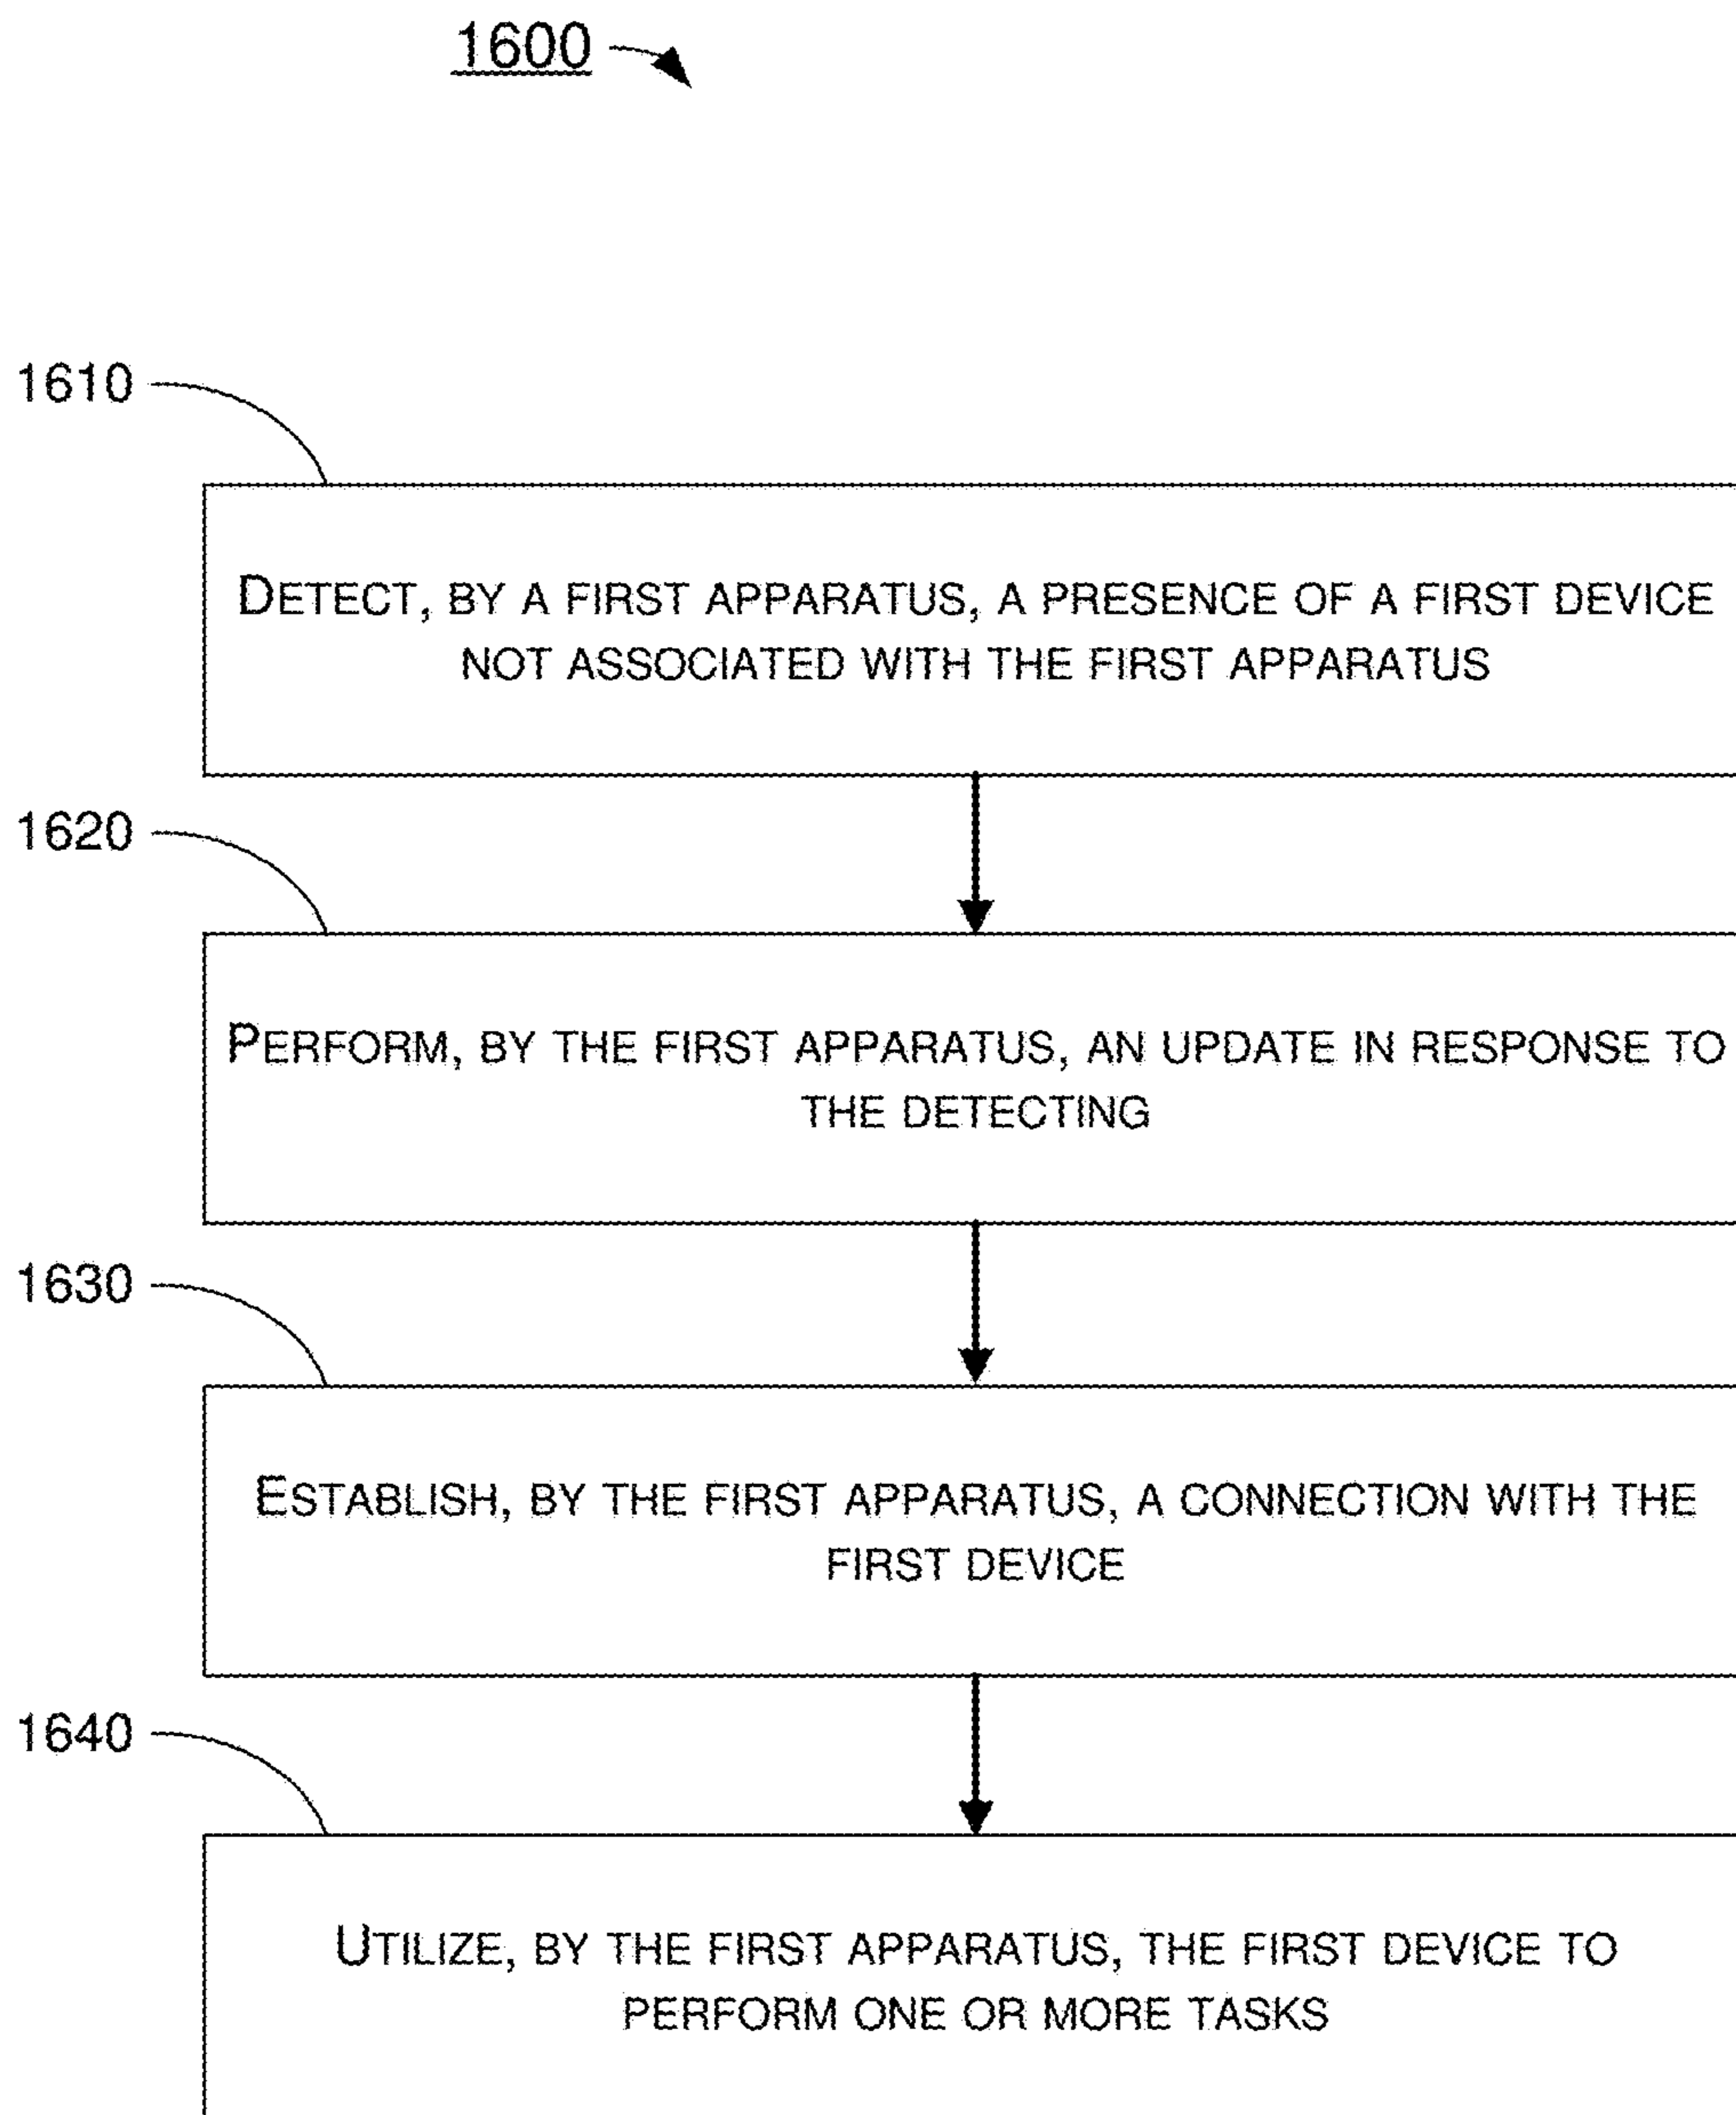 1600
1610
DETECT, BY A FIRST APPARATUS, A PRESENCE OF A FIRST DEVICE
NOT ASSOCIATED WITH THE FIRST APPARATUS
1620
PERFORM, BY THE FIRST APPARATUS, AN UPDATE IN RESPONSE TO
THE DETECTING
1630
ESTABLISH, BY THE FIRST APPARATUS, A CONNECTION WITH THE
FIRST DEVICE
1640
UTILIZE, BY THE FIRST APPARATUS, THE FIRST DEVICE TO
PERFORM ONE OR MORE TASKS